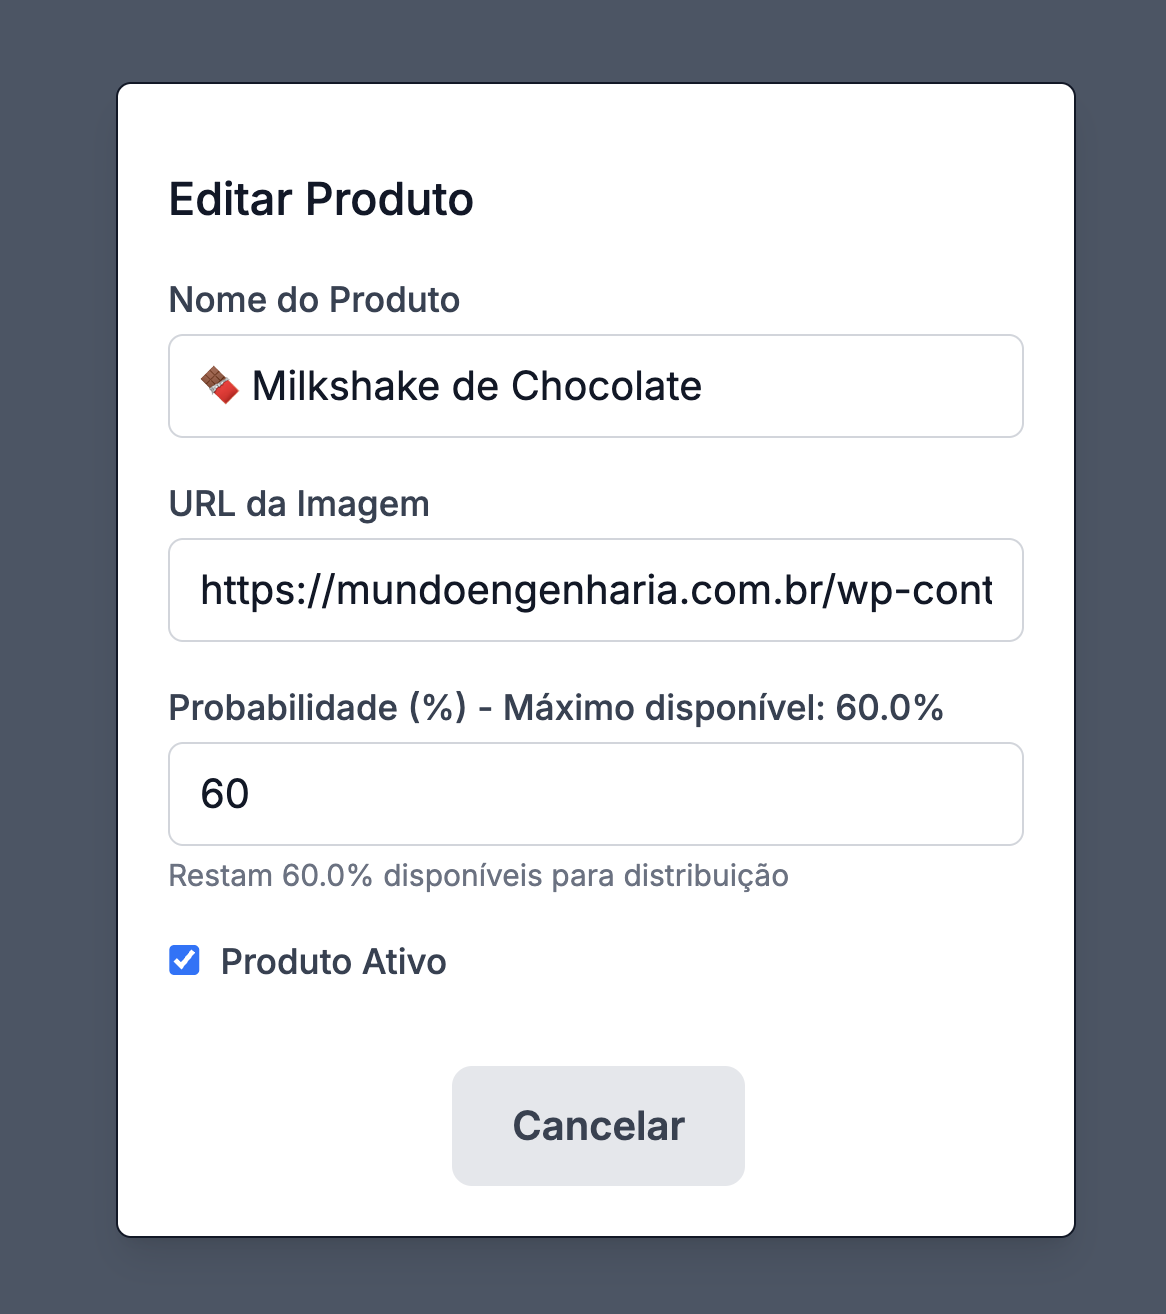 Editar Produto
Nome do Produto
🍫 Milkshake de Chocolate
URL da Imagem
https://mundoengenharia.com.br/wp-cont
Probabilidade (%) - Máximo disponível: 60.0%
60
Restam 60.0% disponíveis para distribuição
Produto Ativo
Cancelar